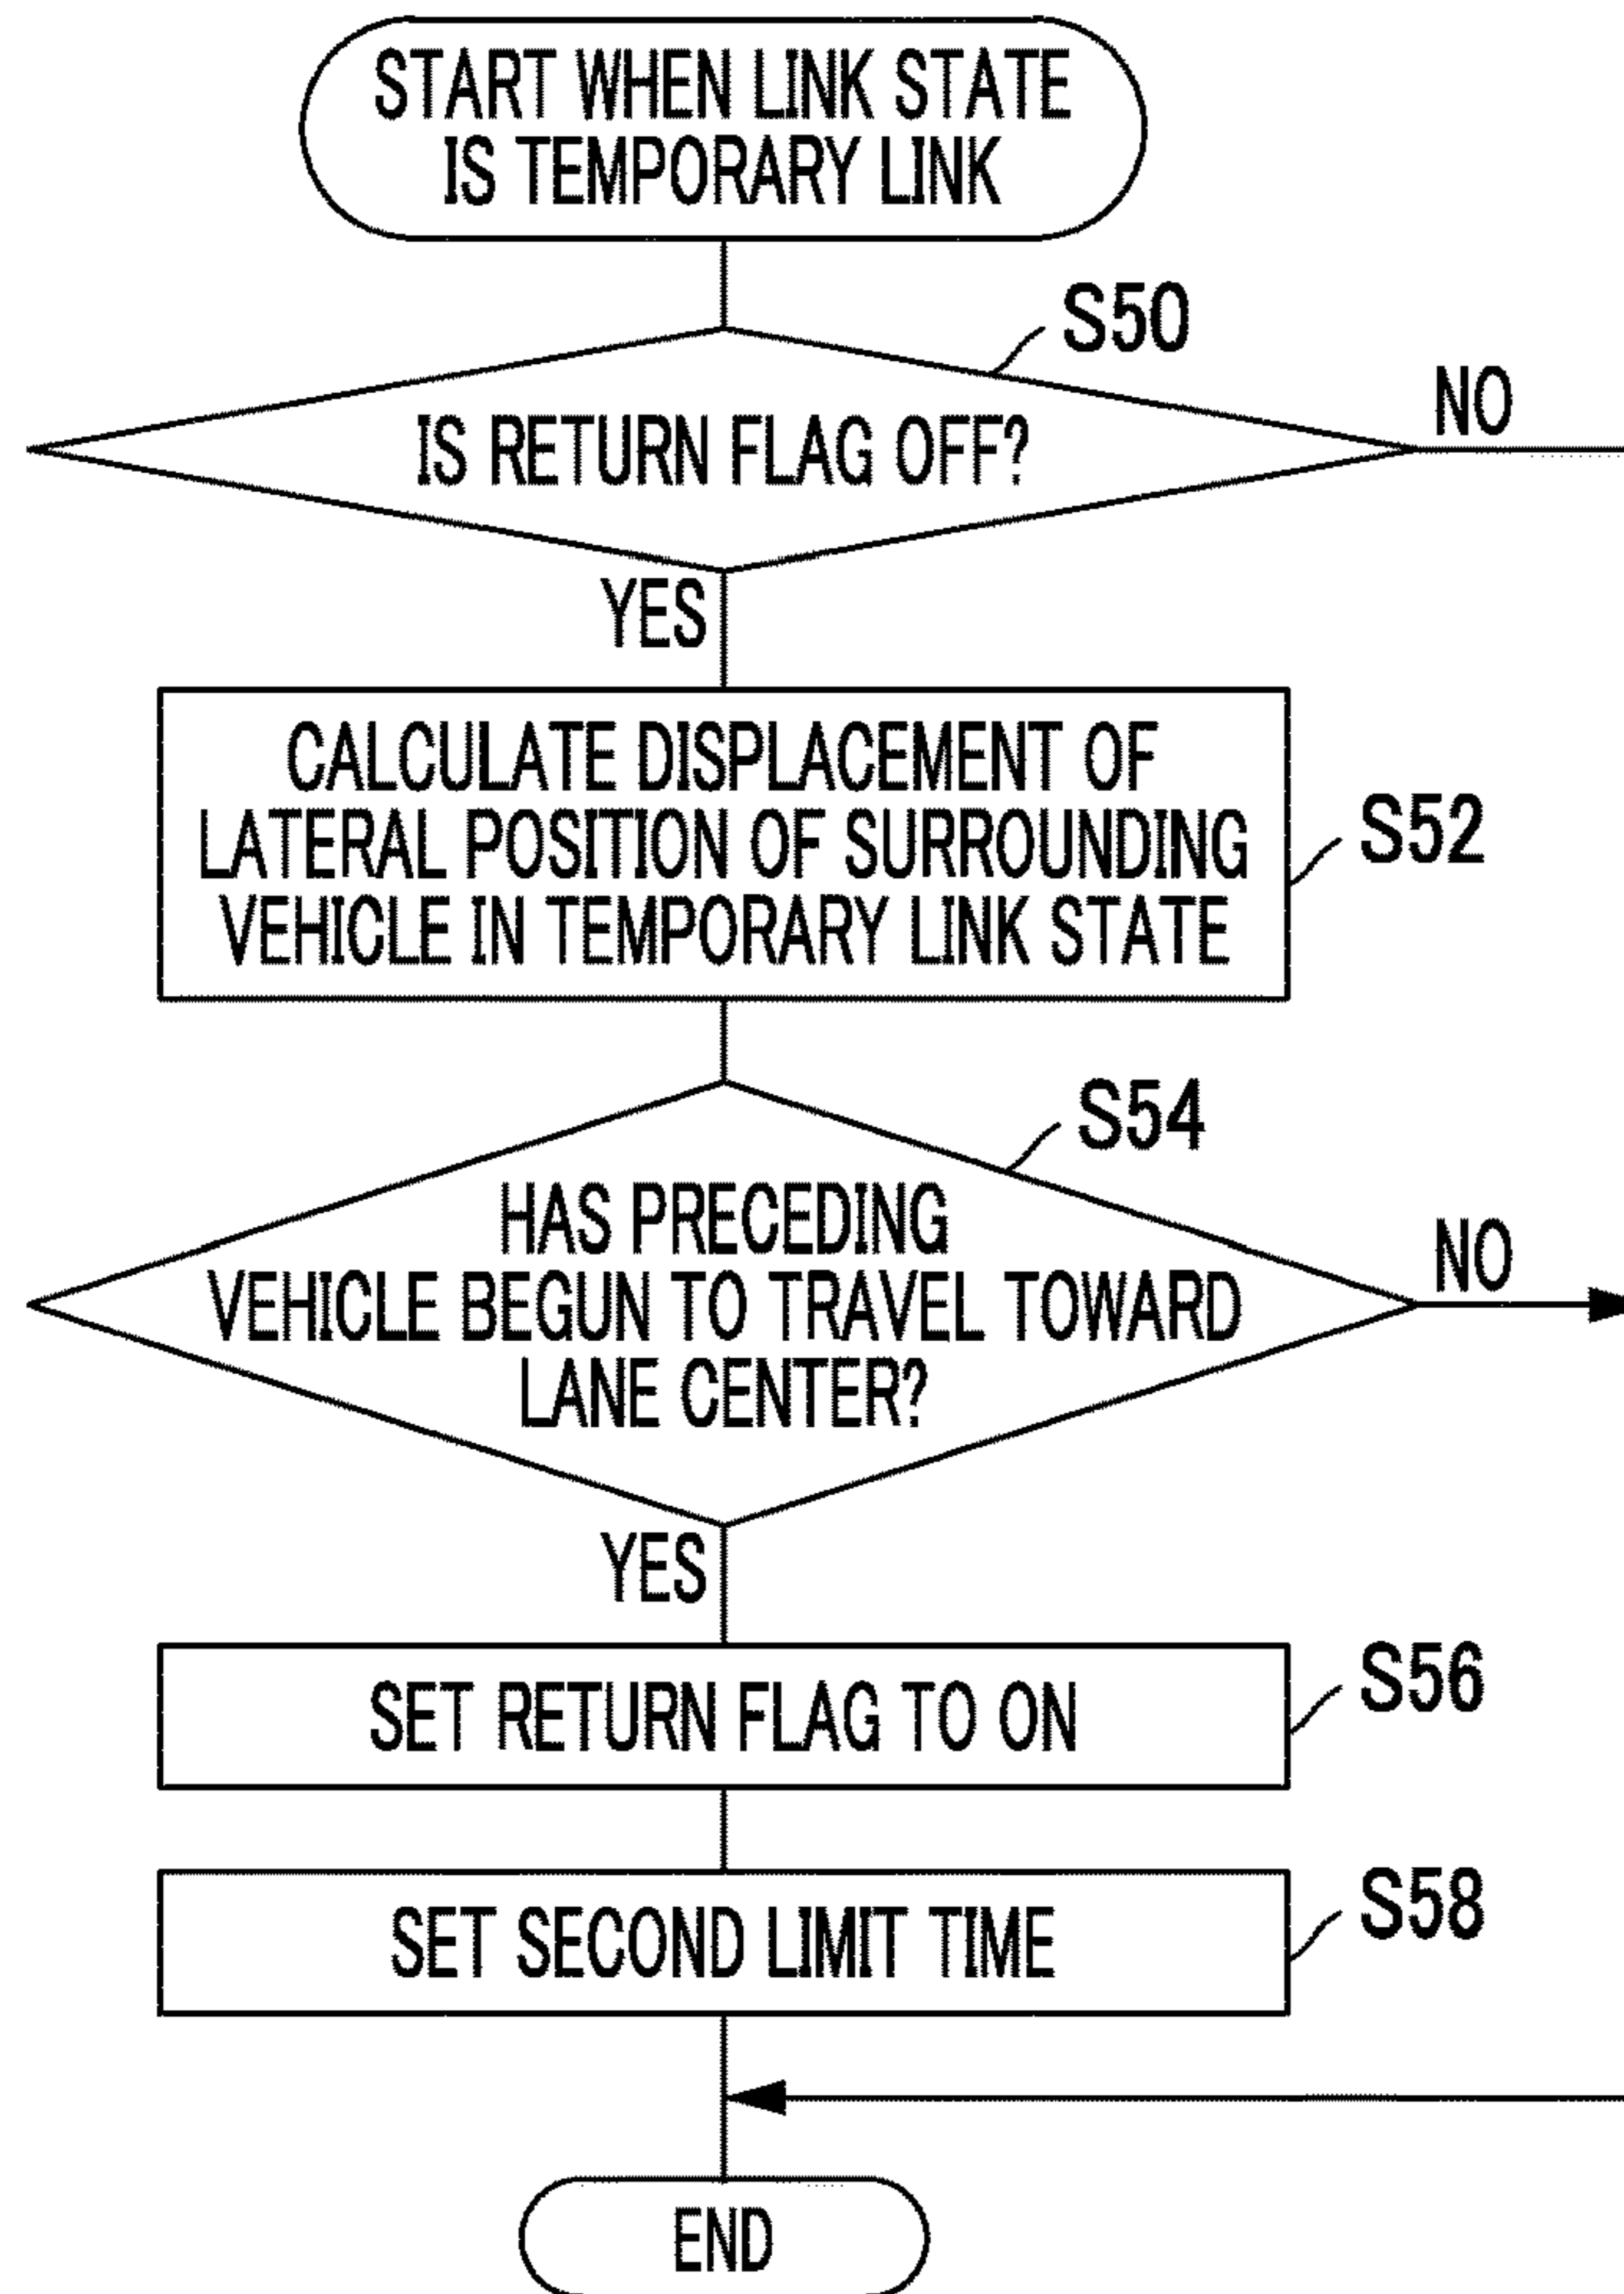 START WHEN LINK STATE
IS TEMPORARY LINK
S50
IS RETURN FLAG OFF?
NO
YES
CALCULATE DISPLACEMENT OF
LATERAL POSITION OF SURROUNDING
VEHICLE IN TEMPORARY LINK STATE
S52
S54
HAS PRECEDING
VEHICLE BEGUN TO TRAVEL TOWARD
LANE CENTER?
NO
YES
SET RETURN FLAG TO ON
S56
SET SECOND LIMIT TIME
S58
END